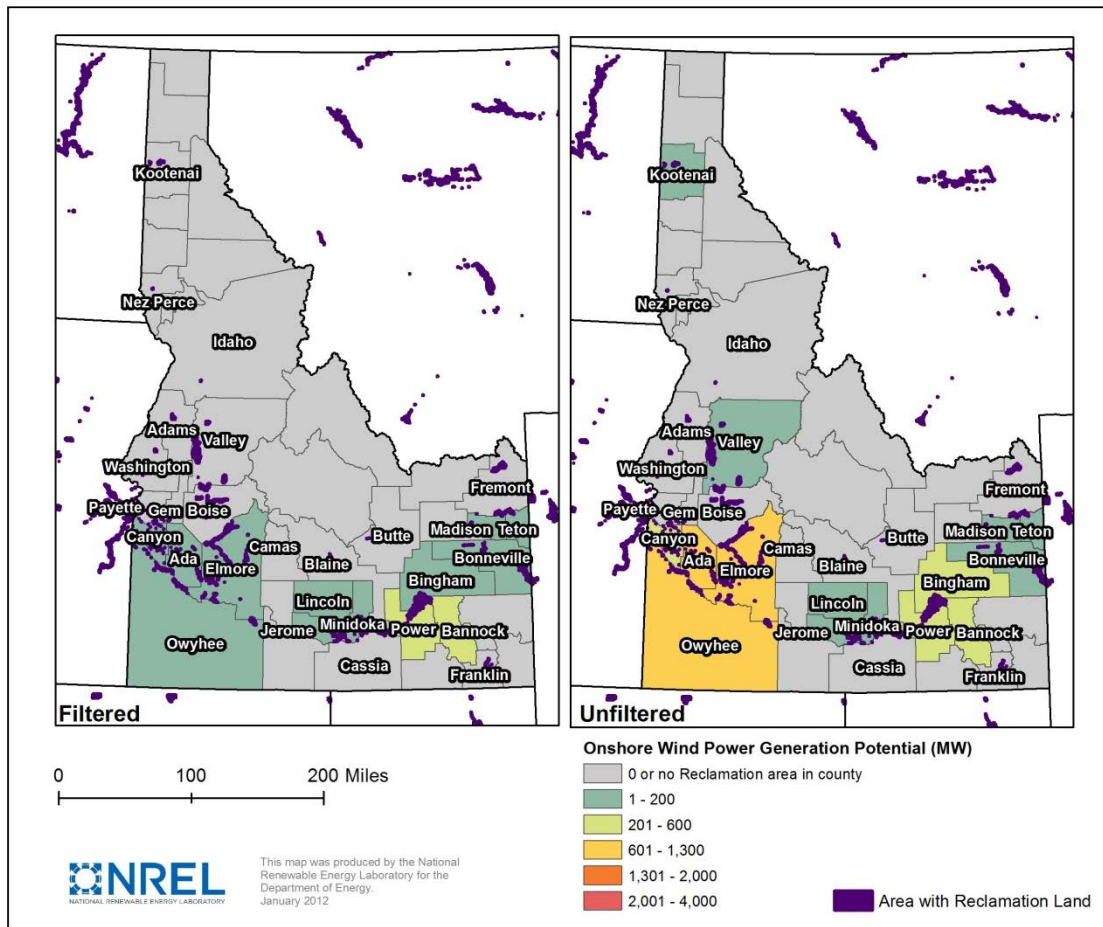 Kootenai
Nez Perce
Idaho
Adams
Valley
Washington
Fremont
Payette
Gem Boise
Madison Teton
Canyon
Butte
Camas
Bonneville
Ada
Elmore
Blaine
Bingham
Lincoln
Jerome
Minidoka
Power
Bannock
Owyhee
Cassia
Franklin
Filtered
Kootenai
Nez Perce
Idaho
Adams
Valley
Washington
Fremont
Payette
Gem Boise
Madison Teton
Canyon
Butte
Camas
Bonneville
Ada
Elmore
Blaine
Bingham
Lincoln
Jerome
Minidoka
Power
Bannock
Owyhee
Cassia
Franklin
Unfiltered
0 100 200 Miles
Onshore Wind Power Generation Potential (MW)
0 or no Reclamation area in county
1 - 200
201 - 600
601 - 1,300
1,301 - 2,000
2,001 - 4,000
Area with Reclamation Land
NREL
NATIONAL RENEWABLE ENERGY LABORATORY
This map was produced by the National
Renewable Energy Laboratory for the
Department of Energy.
January 2012